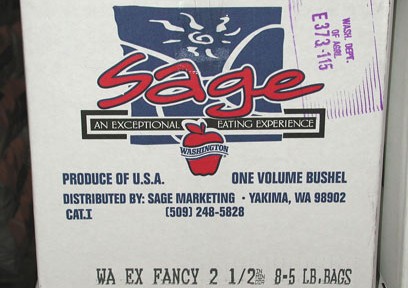 WASH. DEPT.
OF AGRI.
E373-115
Sage
AN EXCEPTIONAL EATING EXPERIENCE
WASHINGTON
PRODUCE OF U.S.A. ONE VOLUME BUSHEL
DISTRIBUTED BY: SAGE MARKETING · YAKIMA, WA 98902
CAT.I (509) 248-5828
WA EX FANCY 2 1/2 8-5 LB.BAGS